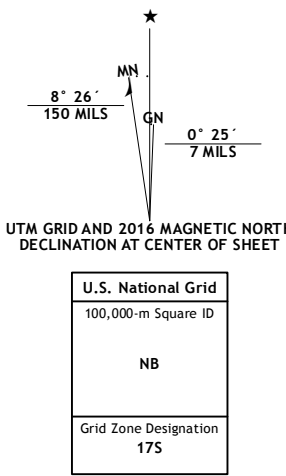 MN
8° 26´
150 MILS
GN
0° 25´
7 MILS
UTM GRID AND 2016 MAGNETIC NORTH
DECLINATION AT CENTER OF SHEET
U.S. National Grid
100,000-m Square ID
NB
Grid Zone Designation
17S